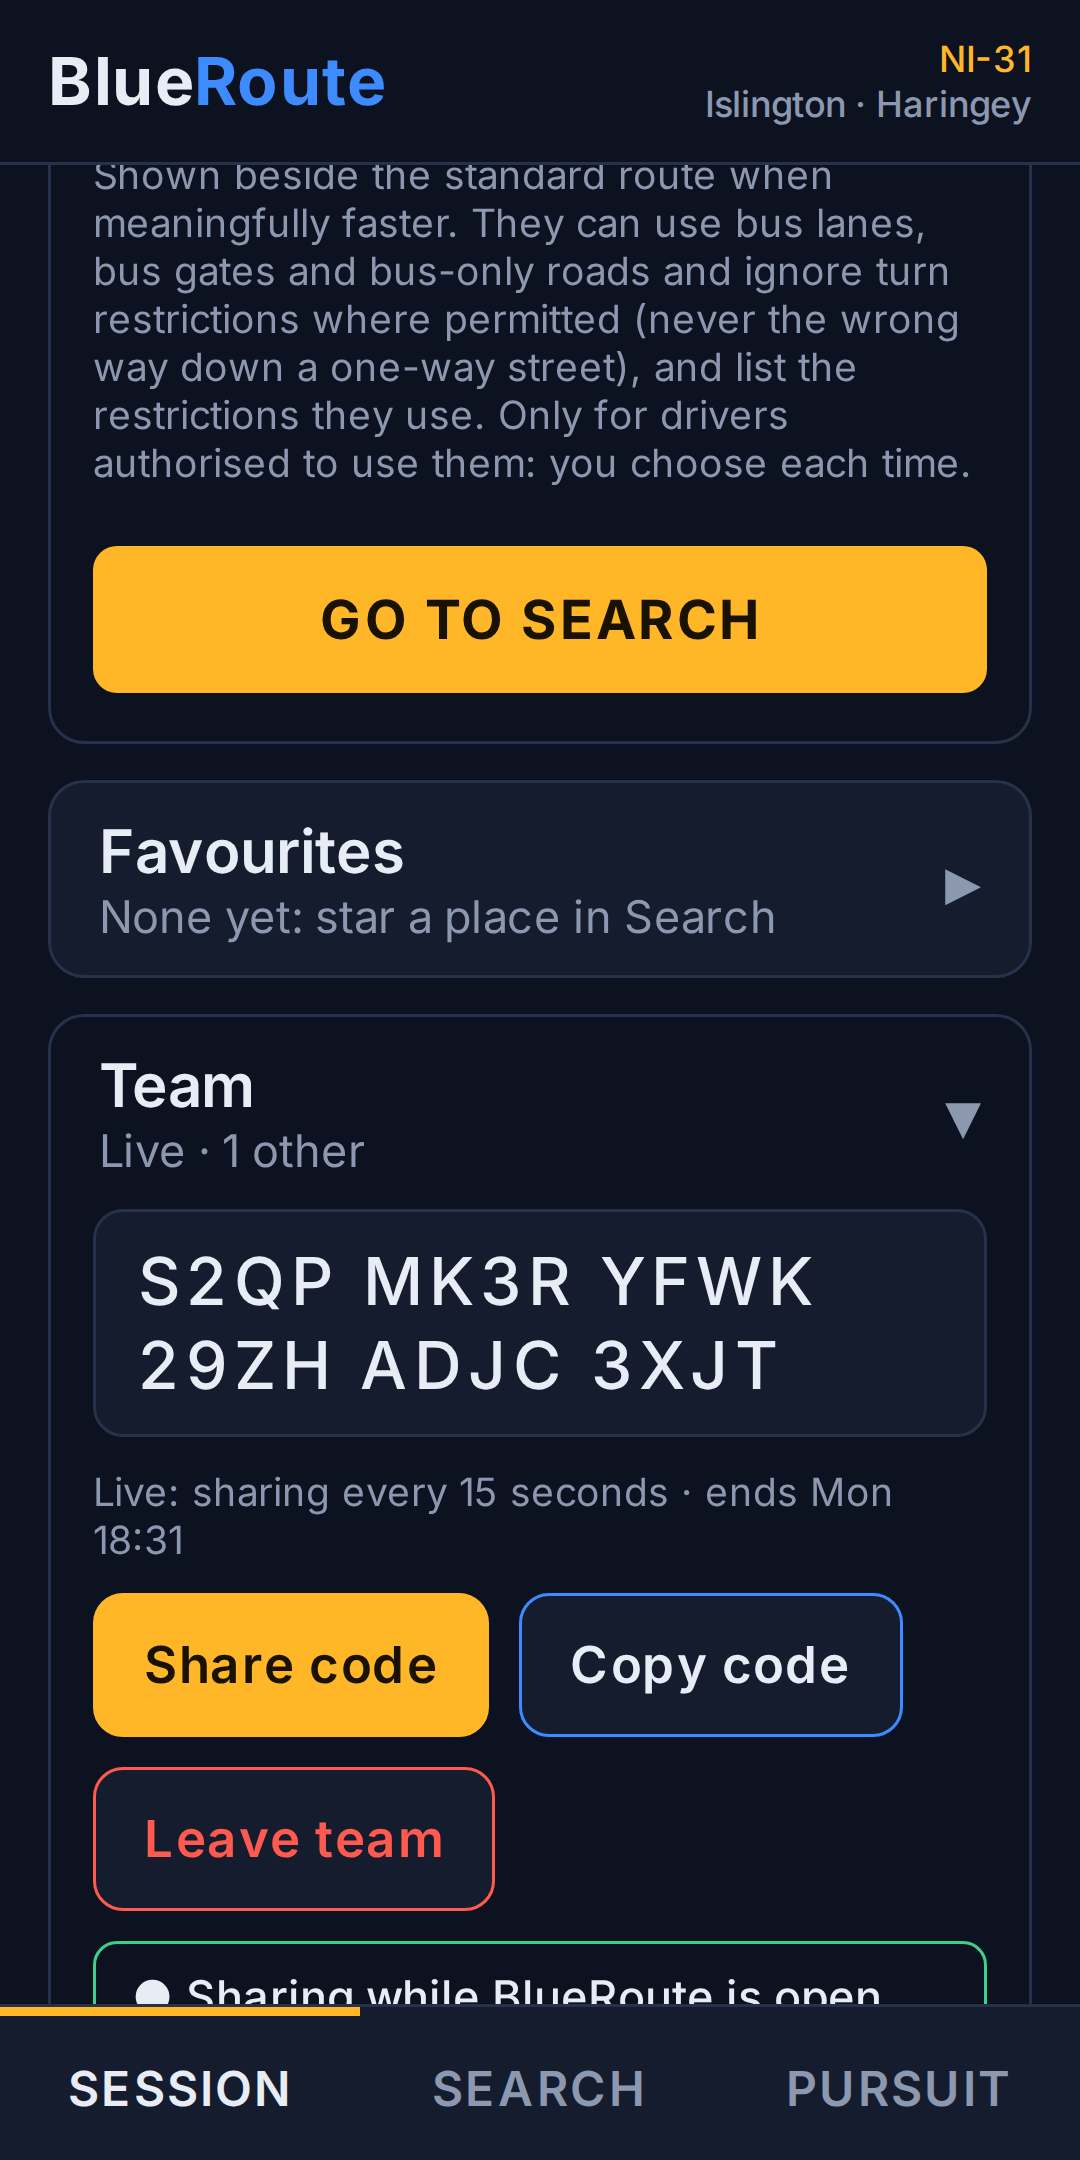 BlueRoute
NI-31
Islington · Haringey
Shown beside the standard route when
meaningfully faster. They can use bus lanes,
bus gates and bus-only roads and ignore turn
restrictions where permitted (never the wrong
way down a one-way street), and list the
restrictions they use. Only for drivers
authorised to use them: you choose each time.
GO TO SEARCH
Favourites
None yet: star a place in Search
Team
Live · 1 other
S2QP MK3R YFWK
29ZH ADJC 3XJT
Live: sharing every 15 seconds · ends Mon
18:31
Share code
Copy code
Leave team
Sharing while BlueRoute is open
SESSION
SEARCH
PURSUIT